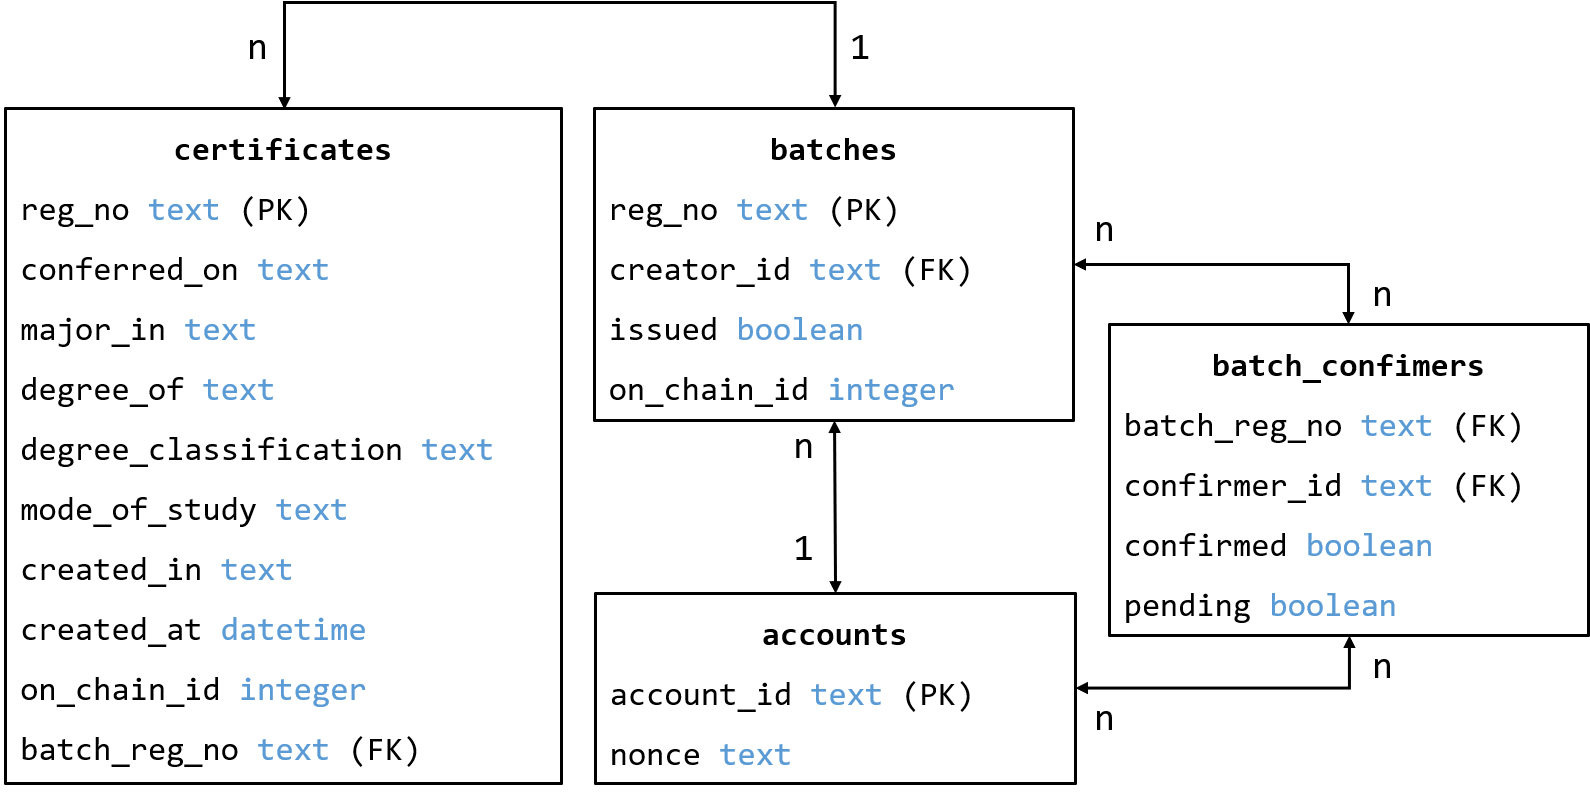 n
1
certificates
reg_no text (PK)
conferred_on text
major_in text
degree_of text
degree_classification text
mode_of_study text
created_in text
created_at datetime
on_chain_id integer
batch_reg_no text (FK)
batches
reg_no text (PK)
creator_id text (FK)
issued boolean
on_chain_id integer
n
1
n
n
batch_confimers
batch_reg_no text (FK)
confirmer_id text (FK)
confirmed boolean
pending boolean
accounts
account_id text (PK)
nonce text
n
n